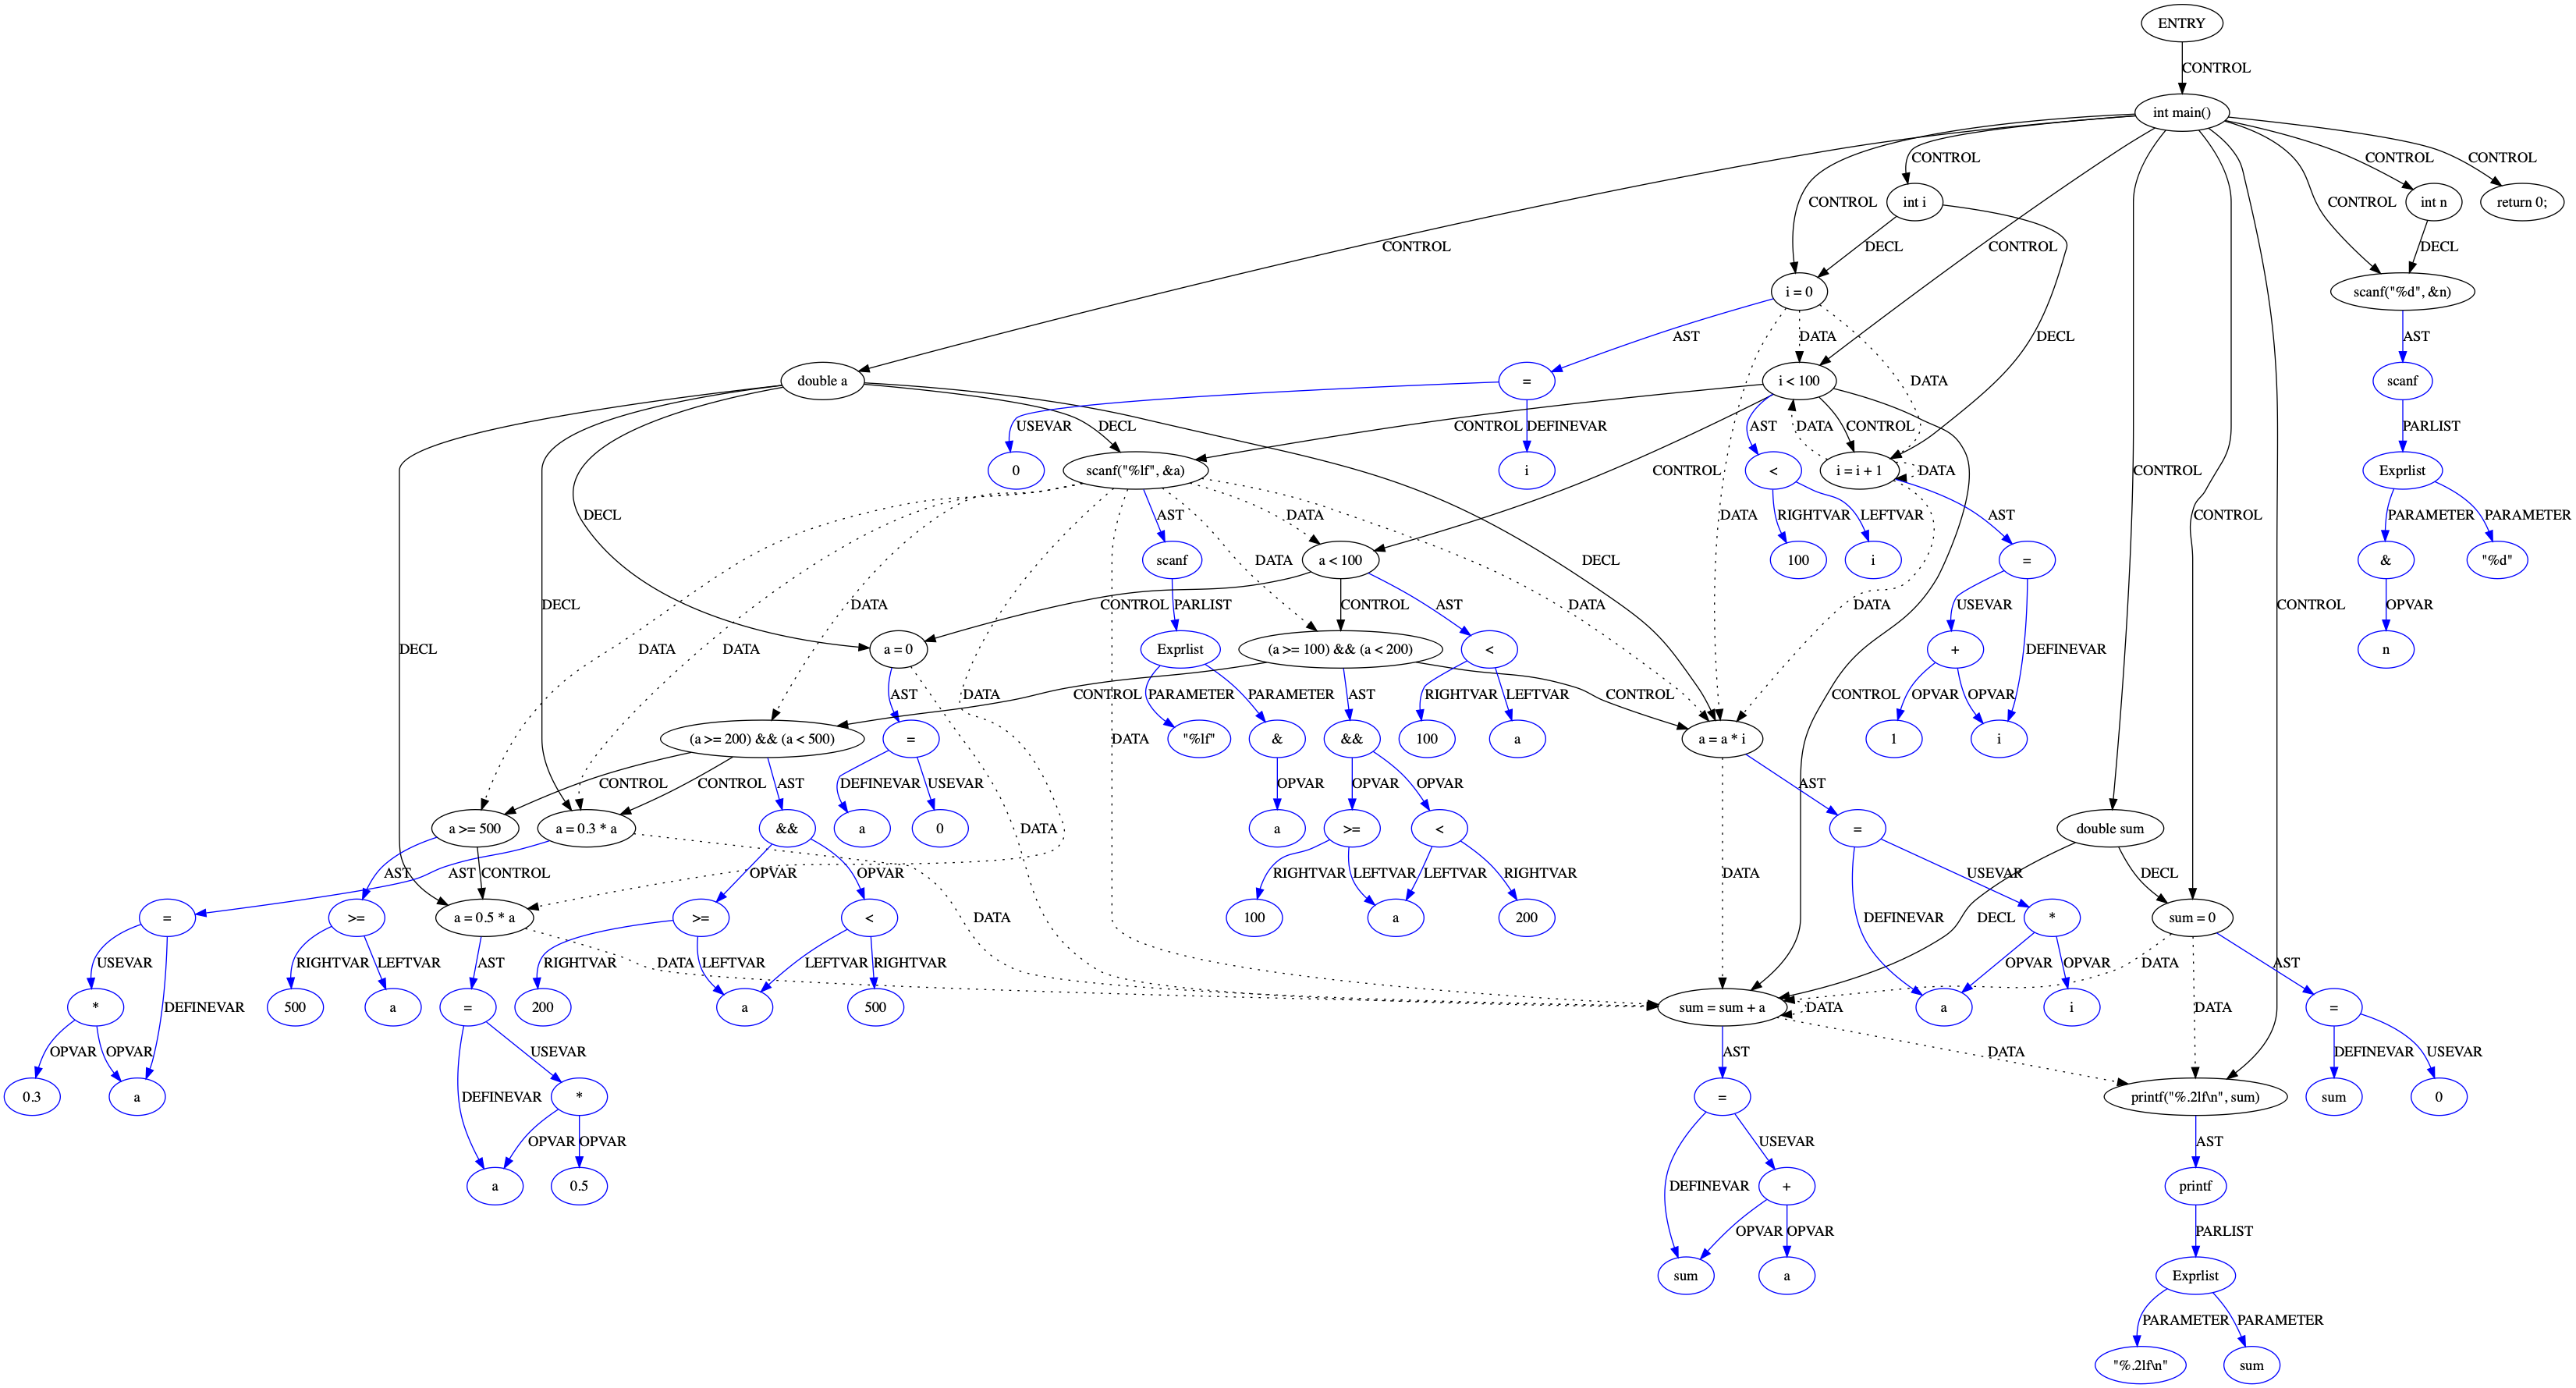 ENTRY
CONTROL
int main()
CONTROL CONTROL CONTROL
int i int n return 0;
CONTROL CONTROL DECL CONTROL CONTROL DECL
i = 0 scanf("%d", &n)
AST DATA DECL AST
double a = i < 100 scanf
DATA
USEVAR DECL CONTROL DEFINEVAR AST DATA CONTROL PARLIST
CONTROL CONTROL
0 scanf("%lf", &a) i < i = i + 1 DATA Exprlist
DECL AST DATA DATA RIGHTVAR LEFTVAR AST CONTROL PARAMETER PARAMETER
scanf a < 100 DECL 100 i = & "%d"
DATA
DECL DECL DATA CONTROL PARLIST CONTROL AST DATA DATA USEVAR CONTROL OPVAR
DATA DATA a = 0 Exprlist (a >= 100) && (a < 200) < + DEFINEVAR n
AST DATA CONTROL PARAMETER PARAMETER AST RIGHTVAR LEFTVAR CONTROL CONTROL OPVAR OPVAR
(a >= 200) && (a < 500) = DATA "%lf" & && 100 a a = a * i 1 i
CONTROL CONTROL AST DEFINEVAR USEVAR OPVAR OPVAR OPVAR AST
a >= 500 a = 0.3 * a && a 0 DATA a >= < = double sum
AST AST CONTROL OPVAR OPVAR RIGHTVAR LEFTVAR LEFTVAR RIGHTVAR DATA USEVAR DECL
= >= a = 0.5 * a >= < DATA 100 a 200 DEFINEVAR DECL * sum = 0
USEVAR RIGHTVAR LEFTVAR AST RIGHTVAR DATA LEFTVAR LEFTVAR RIGHTVAR OPVAR OPVAR DATA AST
* DEFINEVAR 500 a = 200 a 500 sum = sum + a DATA a i DATA =
OPVAR OPVAR USEVAR AST DATA DEFINEVAR USEVAR
0.3 a DEFINEVAR * = printf("%.2lf\n", sum) sum 0
OPVAR OPVAR USEVAR AST
a 0.5 DEFINEVAR + printf
OPVAR OPVAR PARLIST
sum a Exprlist
PARAMETER PARAMETER
"%.2lf\n" sum